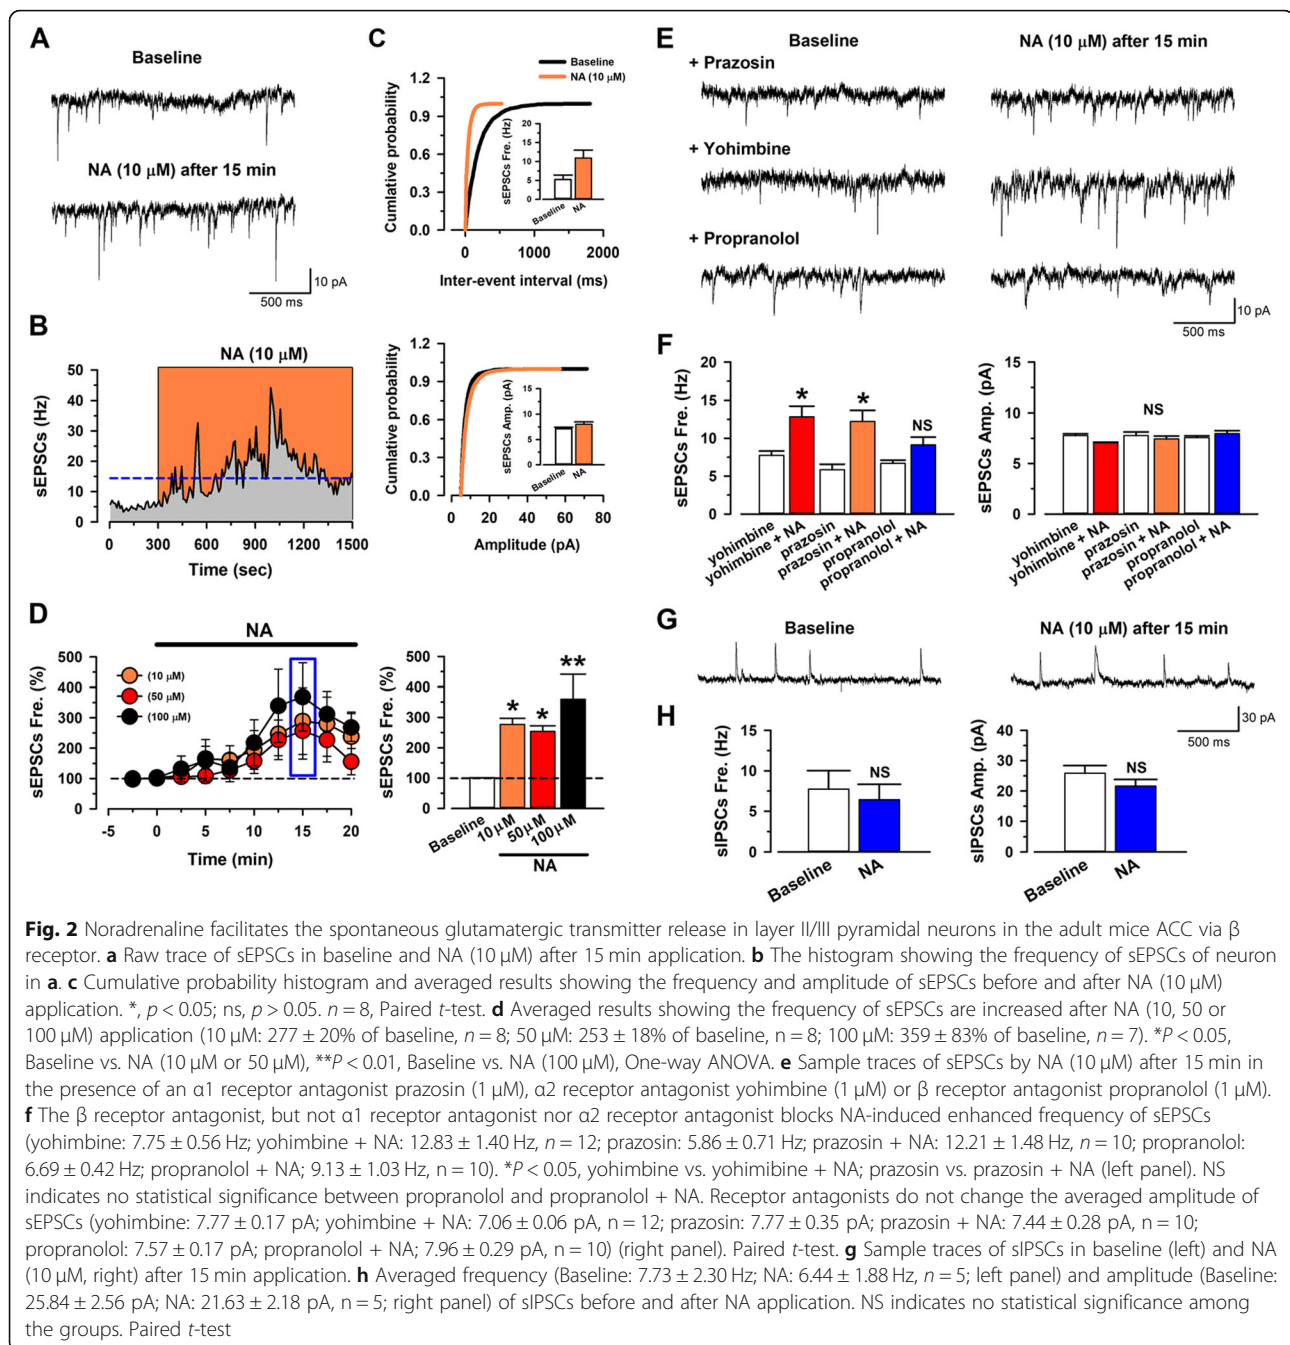 A
Baseline
NA (10 μM) after 15 min
10 pA
500 ms
B
NA (10 μM)
sEPSCs (Hz)
50
40
30
20
10
0
0 300 600 900 1200 1500
Time (sec)
C
Baseline
NA (10 μM)
Cumlative probability
1.2
0.9
0.6
0.3
0.0
sEPSCs Fre. (Hz)
20
15
10
5
0
Baseline
NA
0 1000 2000
Inter-event interval (ms)
Cumlative probability
1.2
0.9
0.6
0.3
0.0
sEPSCs Amp. (pA)
15
10
5
0
Baseline
NA
0 20 40 60 80
Amplitude (pA)
D
NA
sEPSCs Fre. (%)
500
400
300
200
100
0
(10 μM)
(50 μM)
(100 μM)
-5 0 5 10 15 20
Time (min)
sEPSCs Fre. (%)
500
400
300
200
100
0
*
*
**
Baseline
10 μM
50 μM
100 μM
NA
E
Baseline
NA (10 μM) after 15 min
+ Prazosin
+ Yohimbine
+ Propranolol
10 pA
500 ms
F
sEPSCs Fre. (Hz)
20
15
10
5
0
*
*
NS
yohimbine
yohimbine + NA
prazosin
prazosin + NA
propranolol
propranolol + NA
sEPSCs Amp. (pA)
15
10
5
0
NS
yohimbine
yohimbine + NA
prazosin
prazosin + NA
propranolol
propranolol + NA
G
Baseline
NA (10 μM) after 15 min
30 pA
500 ms
H
sIPSCs Fre. (Hz)
15
10
5
0
NS
Baseline
NA
sIPSCs Amp. (pA)
40
30
20
10
0
NS
Baseline
NA
Fig. 2 Noradrenaline facilitates the spontaneous glutamatergic transmitter release in layer II/III pyramidal neurons in the adult mice ACC via β
receptor. a Raw trace of sEPSCs in baseline and NA (10 μM) after 15 min application. b The histogram showing the frequency of sEPSCs of neuron
in a. c Cumulative probability histogram and averaged results showing the frequency and amplitude of sEPSCs before and after NA (10 μM)
application. *, p < 0.05; ns, p > 0.05. n = 8, Paired t-test. d Averaged results showing the frequency of sEPSCs are increased after NA (10, 50 or
100 μM) application (10 μM: 277 ± 20% of baseline, n = 8; 50 μM: 253 ± 18% of baseline, n = 8; 100 μM: 359 ± 83% of baseline, n = 7). *P < 0.05,
Baseline vs. NA (10 μM or 50 μM), **P < 0.01, Baseline vs. NA (100 μM), One-way ANOVA. e Sample traces of sEPSCs by NA (10 μM) after 15 min in
the presence of an α1 receptor antagonist prazosin (1 μM), α2 receptor antagonist yohimbine (1 μM) or β receptor antagonist propranolol (1 μM).
f The β receptor antagonist, but not α1 receptor antagonist nor α2 receptor antagonist blocks NA-induced enhanced frequency of sEPSCs
(yohimbine: 7.75 ± 0.56 Hz; yohimbine + NA: 12.83 ± 1.40 Hz, n = 12; prazosin: 5.86 ± 0.71 Hz; prazosin + NA: 12.21 ± 1.48 Hz, n = 10; propranolol:
6.69 ± 0.42 Hz; propranolol + NA; 9.13 ± 1.03 Hz, n = 10). *P < 0.05, yohimbine vs. yohimibine + NA; prazosin vs. prazosin + NA (left panel). NS
indicates no statistical significance between propranolol and propranolol + NA. Receptor antagonists do not change the averaged amplitude of
sEPSCs (yohimbine: 7.77 ± 0.17 pA; yohimbine + NA: 7.06 ± 0.06 pA, n = 12; prazosin: 7.77 ± 0.35 pA; prazosin + NA: 7.44 ± 0.28 pA, n = 10;
propranolol: 7.57 ± 0.17 pA; propranolol + NA; 7.96 ± 0.29 pA, n = 10) (right panel). Paired t-test. g Sample traces of sIPSCs in baseline (left) and NA
(10 μM, right) after 15 min application. h Averaged frequency (Baseline: 7.73 ± 2.30 Hz; NA: 6.44 ± 1.88 Hz, n = 5; left panel) and amplitude (Baseline:
25.84 ± 2.56 pA; NA: 21.63 ± 2.18 pA, n = 5; right panel) of sIPSCs before and after NA application. NS indicates no statistical significance among
the groups. Paired t-test